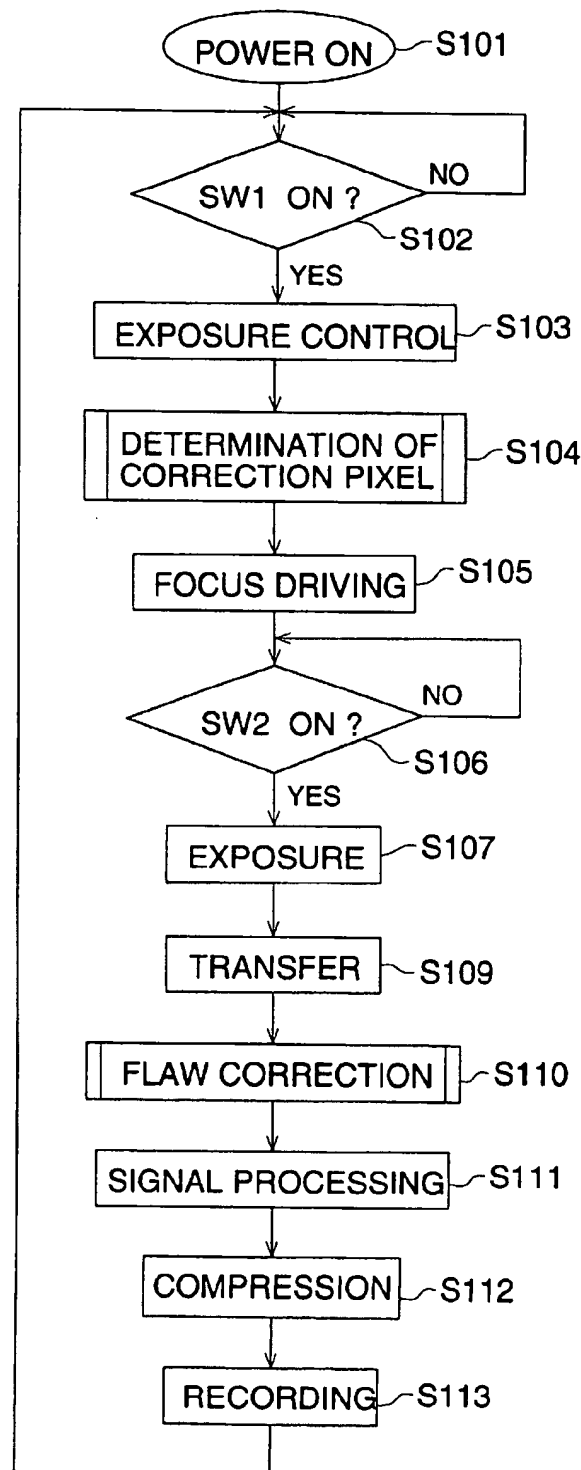 POWER ON
S101
NO
SW1 ON ?
S102
YES
EXPOSURE CONTROL
S103
DETERMINATION OF
CORRECTION PIXEL
S104
FOCUS DRIVING
S105
NO
SW2 ON ?
S106
YES
EXPOSURE
S107
TRANSFER
S109
FLAW CORRECTION
S110
SIGNAL PROCESSING
S111
COMPRESSION
S112
RECORDING
S113